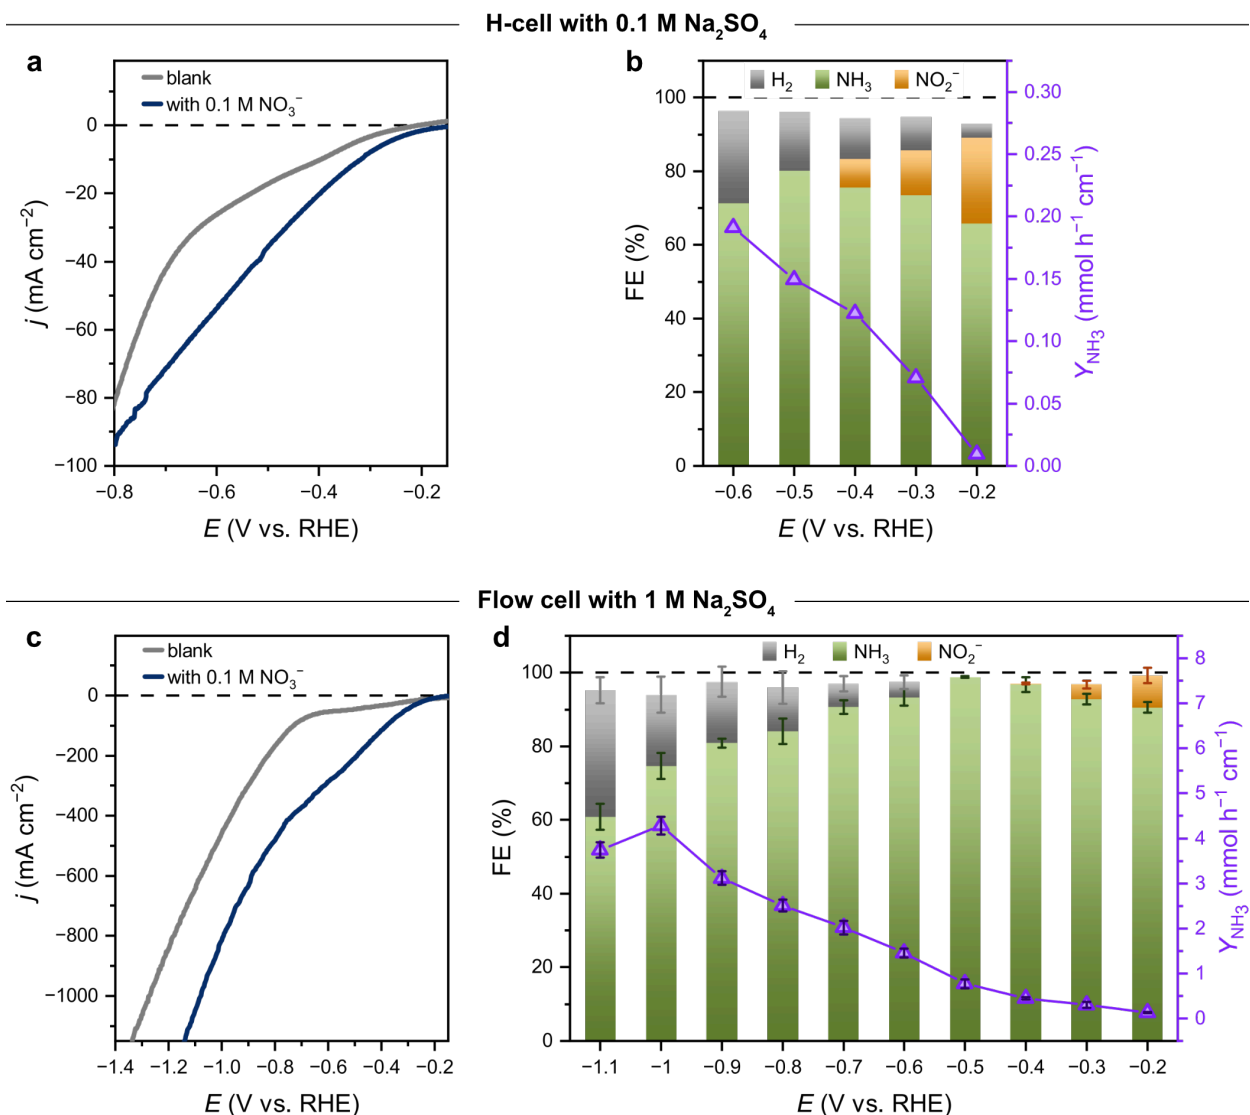 H-cell with 0.1 M Na₂SO₄
a
blank
with 0.1 M NO₃⁻
0
−20
−40
−60
−80
−100
j (mA cm⁻²)
−0.8
−0.6
−0.4
−0.2
E (V vs. RHE)
b
H₂
NH₃
NO₂⁻
100
80
60
40
20
0
FE (%)
0.30
0.25
0.20
0.15
0.10
0.05
0.00
Y_NH₃ (mmol h⁻¹ cm⁻¹)
−0.6
−0.5
−0.4
−0.3
−0.2
E (V vs. RHE)
Flow cell with 1 M Na₂SO₄
c
blank
with 0.1 M NO₃⁻
0
−200
−400
−600
−800
−1000
j (mA cm⁻²)
−1.4
−1.2
−1.0
−0.8
−0.6
−0.4
−0.2
E (V vs. RHE)
d
H₂
NH₃
NO₂⁻
100
80
60
40
20
0
FE (%)
8
7
6
5
4
3
2
1
0
Y_NH₃ (mmol h⁻¹ cm⁻¹)
−1.1
−1
−0.9
−0.8
−0.7
−0.6
−0.5
−0.4
−0.3
−0.2
E (V vs. RHE)